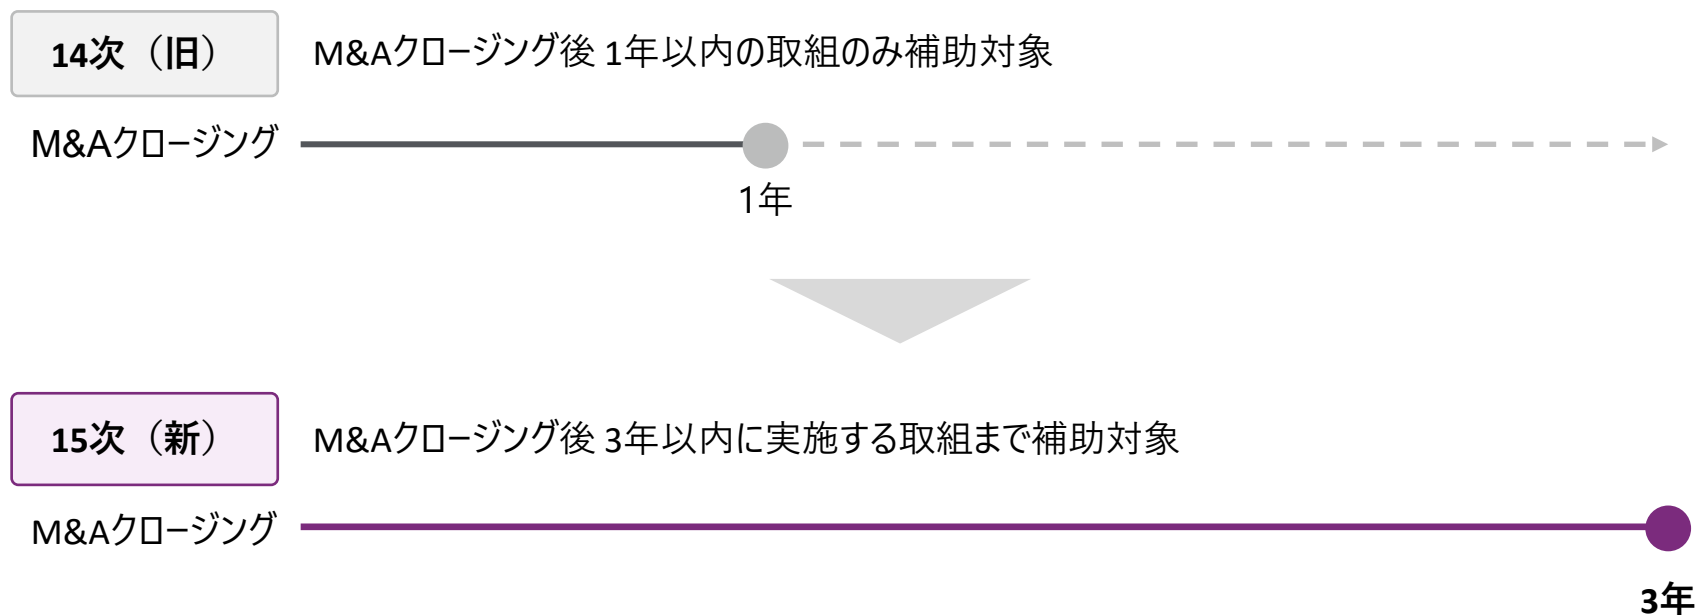 14次（旧）
M&Aクロージング後 1年以内の取組のみ補助対象
M&Aクロージング
1年
15次（新）
M&Aクロージング後 3年以内に実施する取組まで補助対象
M&Aクロージング
3年